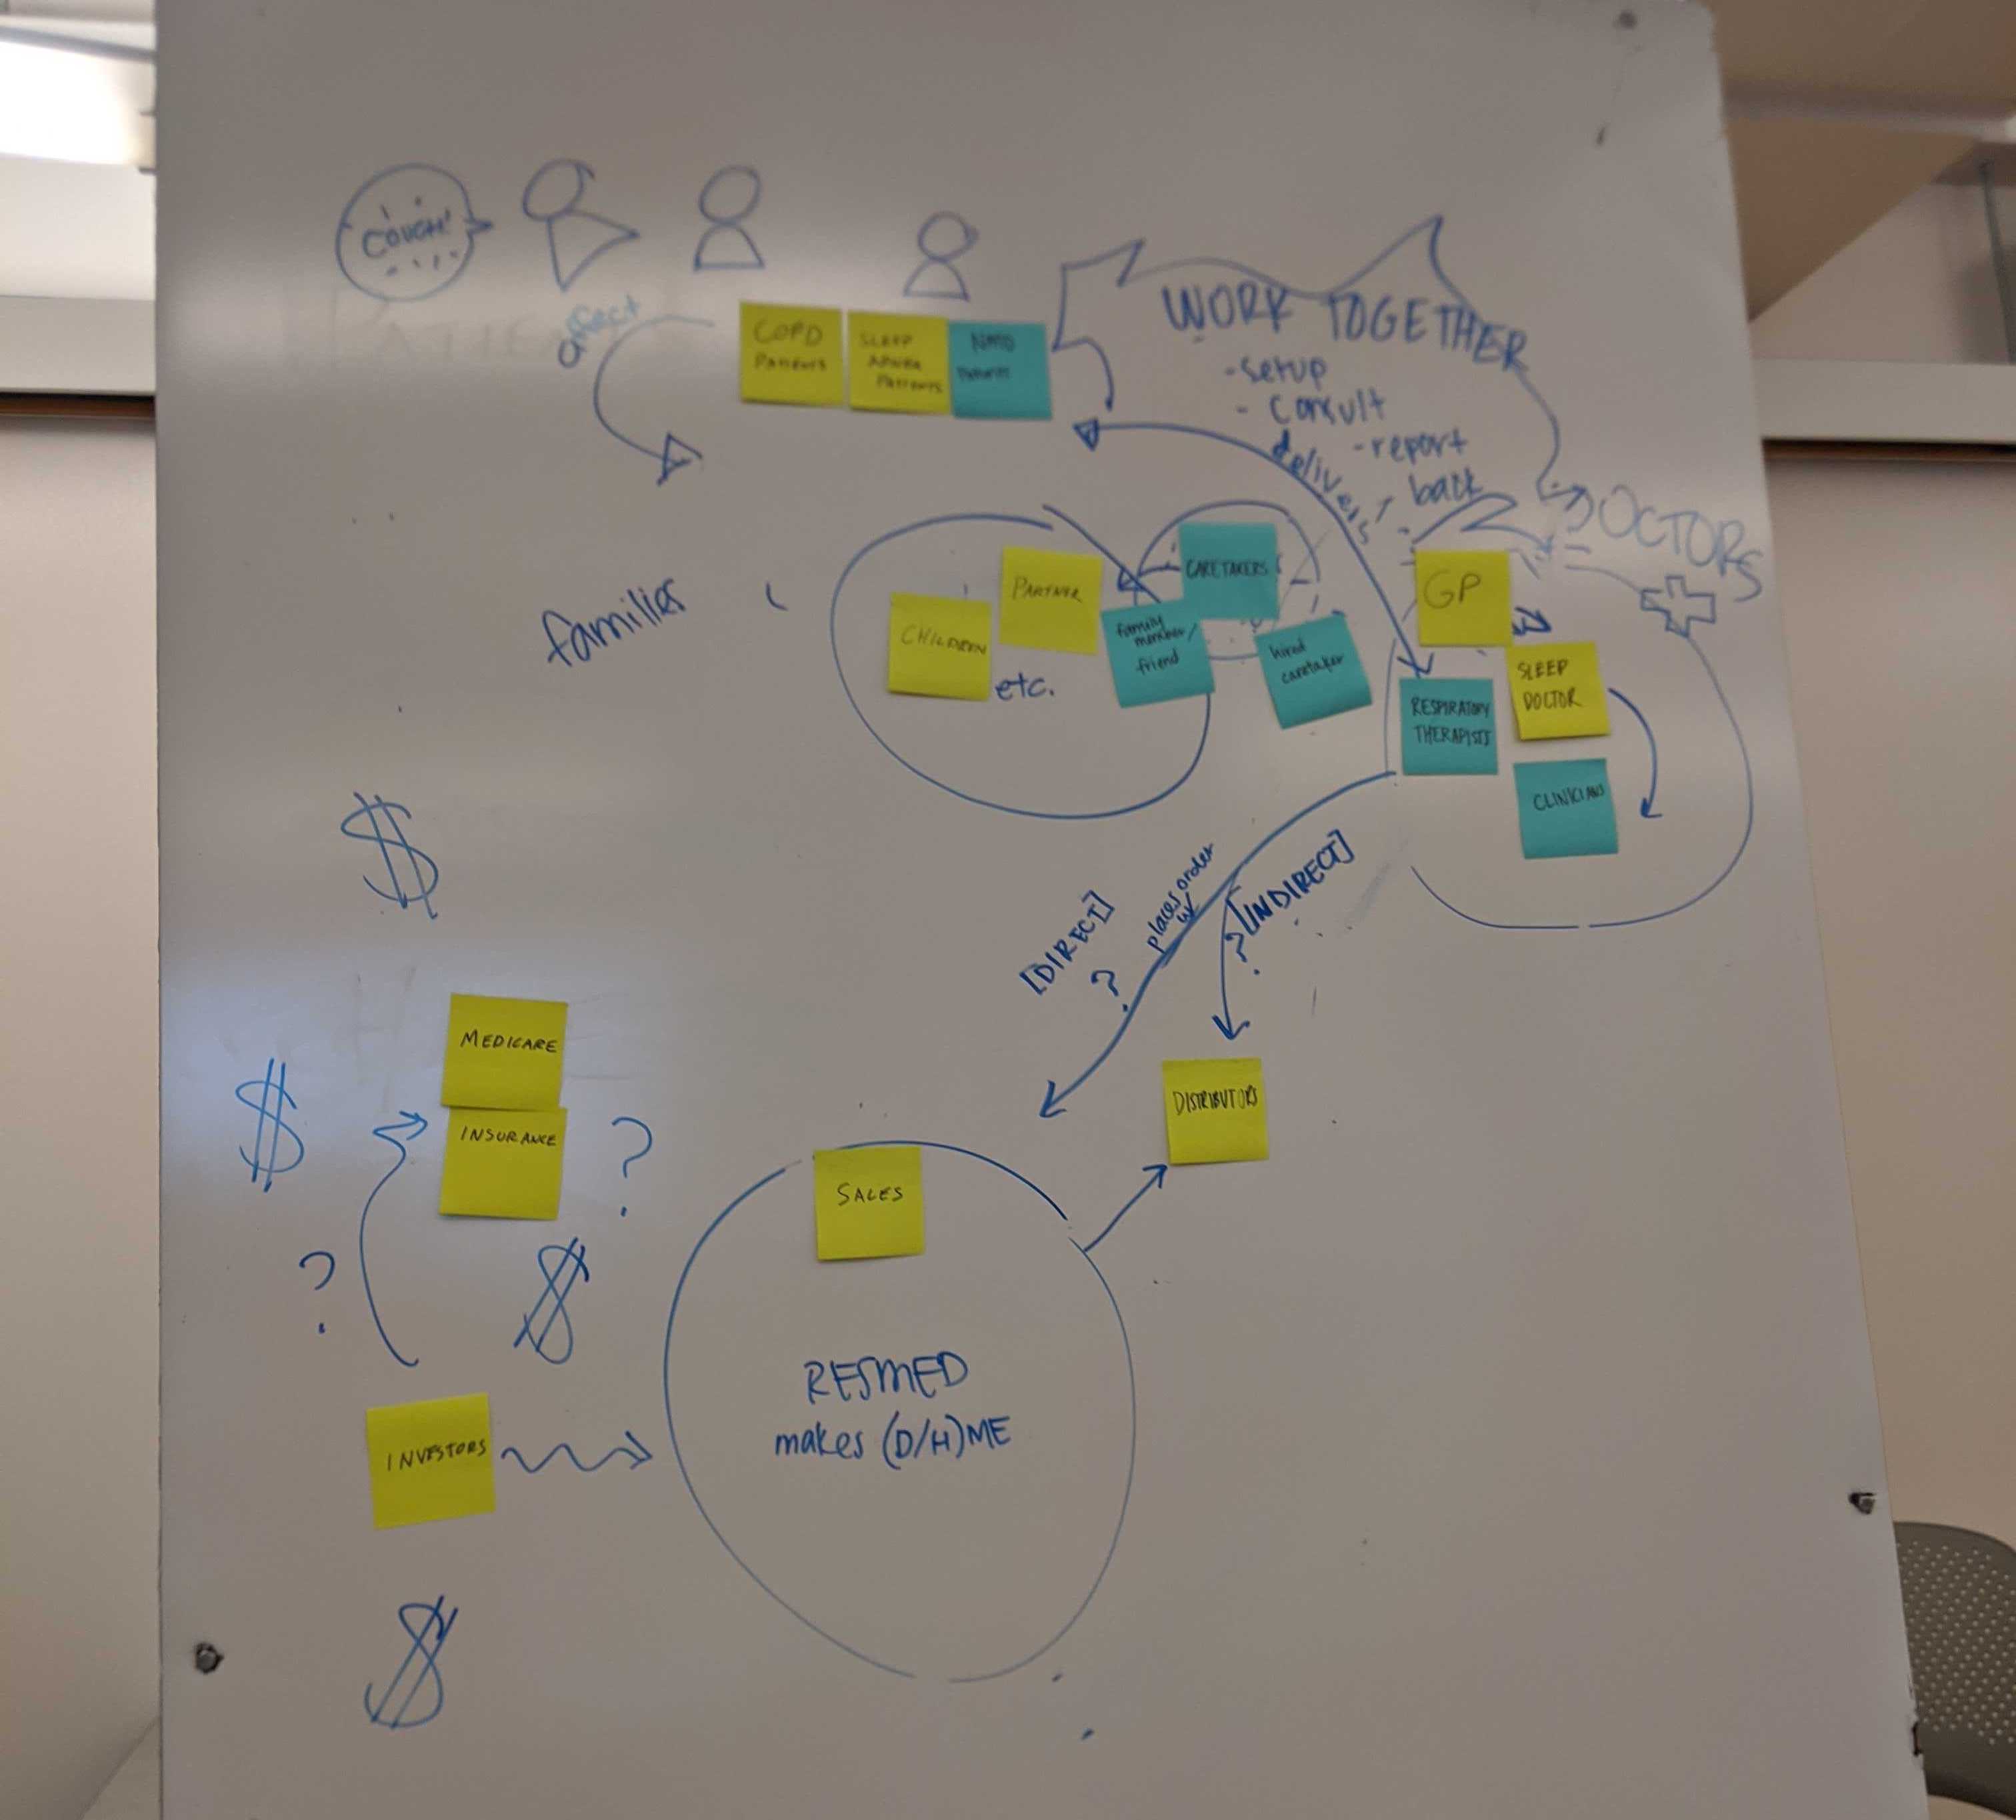 COUGH!
affect
COPD
PATIENTS
SLEEP
APNEA
PATIENTS
PATIENTS
WORK TOGETHER
- setup
- consult
- report
back
delivers
DOCTORS
families
CHILDREN
PARTNER
etc.
CARETAKERS
family
member/
friend
hired
caretaker
GP
SLEEP
DOCTOR
RESPIRATORY
THERAPISTS
CLINICIANS
$
[DIRECT]
?
places order
w/
[INDIRECT]
?
MEDICARE
$
INSURANCE
?
DISTRIBUTORS
SALES
?
$
RESMED
makes (D/H)ME
INVESTORS
$